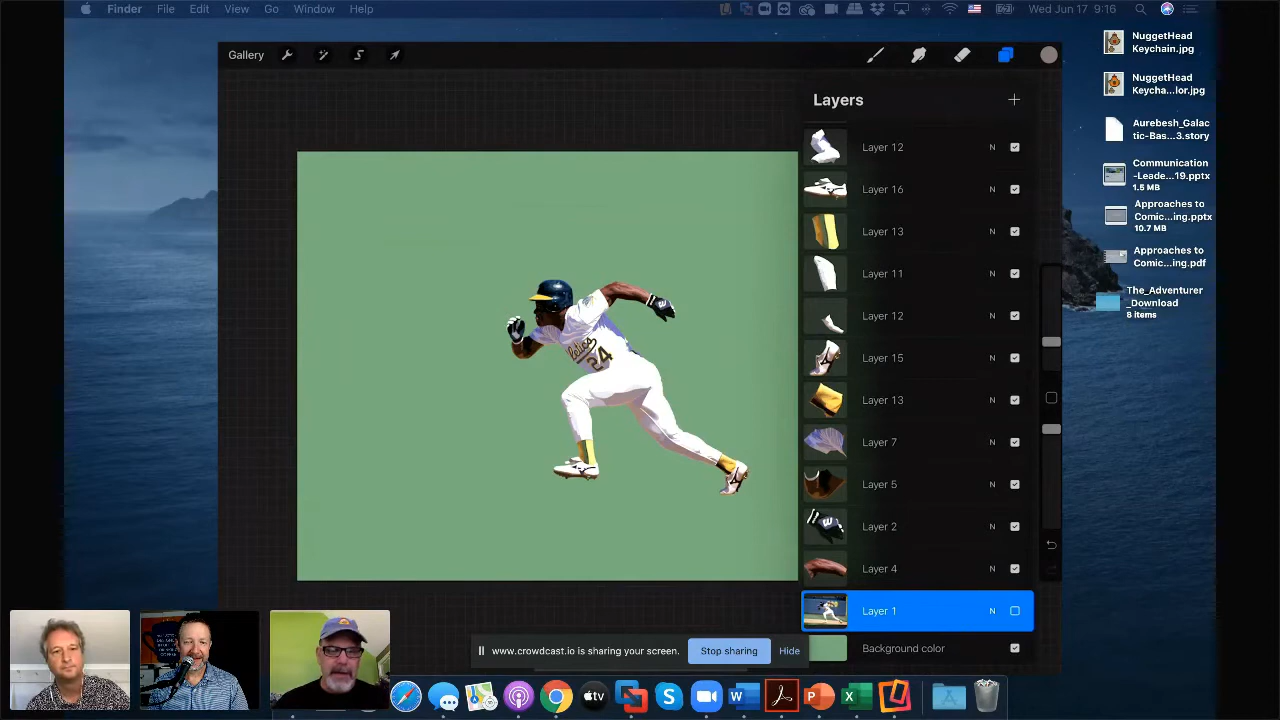 Finder File Edit View Go Window Help
Wed Jun 17 9:16
Gallery
Layers
Layer 12 N
Layer 16 N
Layer 13 N
Layer 11 N
Layer 12 N
Layer 15 N
Layer 13 N
Layer 7 N
Layer 5 N
Layer 2 N
Layer 4 N
Layer 1 N
Background color
letics
24
NuggetHead
Keychain.jpg
NuggetHead
Keycha...lor.jpg
Aurebesh_Galac
tic-Bas...3.story
Communication
-Leade...19.pptx
1.5 MB
Approaches to
Comic...ing.pptx
10.7 MB
Approaches to
Comic...ing.pdf
The_Adventurer
_Download
8 items
www.crowdcast.io is sharing your screen.
Stop sharing
Hide
tv
S
W
P
X